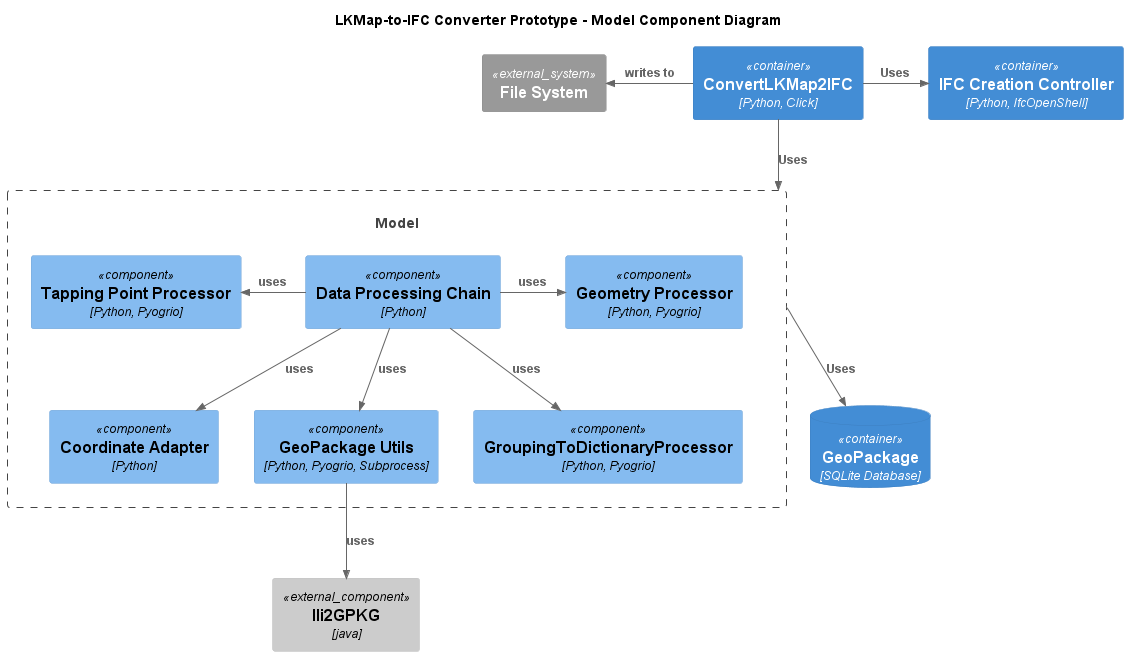 LKMap-to-IFC Converter Prototype - Model Component Diagram
«external_system»
File System
writes to
«container»
ConvertLKMap2IFC
[Python, Click]
Uses
«container»
IFC Creation Controller
[Python, IfcOpenShell]
Uses
Model
«component»
Tapping Point Processor
[Python, Pyogrio]
uses
«component»
Data Processing Chain
[Python]
uses
«component»
Geometry Processor
[Python, Pyogrio]
uses
uses
uses
Uses
«component»
Coordinate Adapter
[Python]
«component»
GeoPackage Utils
[Python, Pyogrio, Subprocess]
«component»
GroupingToDictionaryProcessor
[Python, Pyogrio]
«container»
GeoPackage
[SQLite Database]
uses
«external_component»
Ili2GPKG
[java]